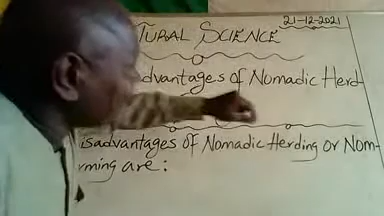 21-12-2021
TURAL SCIENCE
dvantages of Nomadic Herd-
isadvantages of Nomadic Herding or Nom-
rming are: